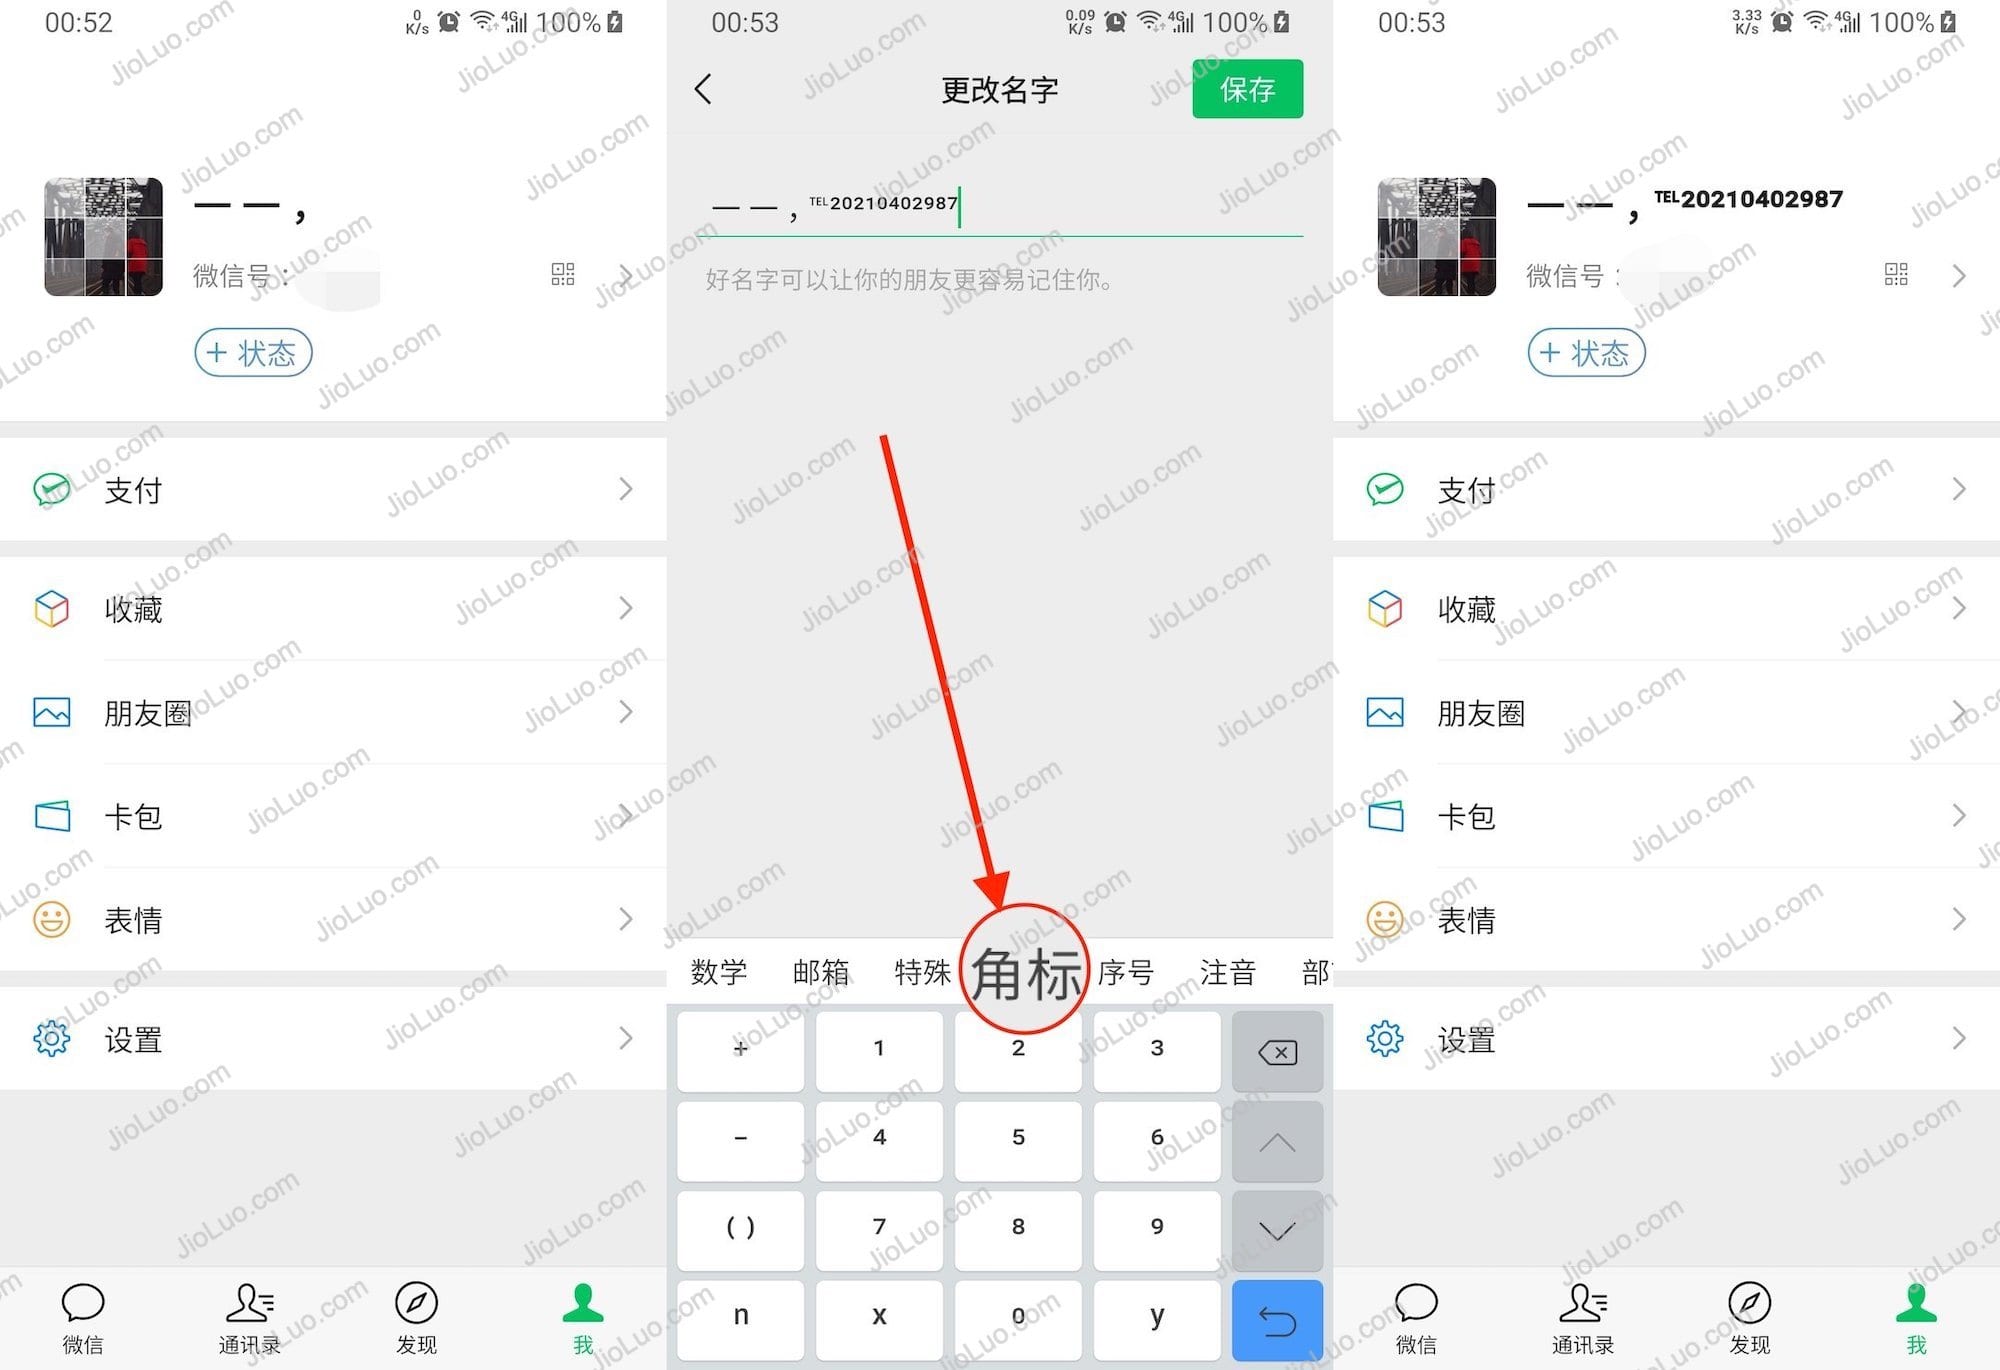 00:52
0 K/s 4G 100%
一 一 ，
微信号：
+ 状态
支付
收藏
朋友圈
卡包
表情
设置
微信 通讯录 发现 我
00:53
0.09 K/s 4G 100%
更改名字
保存
一 一 ，℡²⁰²¹⁰⁴⁰²⁹⁸⁷
好名字可以让你的朋友更容易记住你。
数学 邮箱 特殊 角标 序号 注音 部
+ 1 2 3
- 4 5 6
( ) 7 8 9
n x 0 y
00:53
3.33 K/s 4G 100%
一 一 ，℡²⁰²¹⁰⁴⁰²⁹⁸⁷
微信号：
+ 状态
支付
收藏
朋友圈
卡包
表情
设置
微信 通讯录 发现 我
JioLuo.com